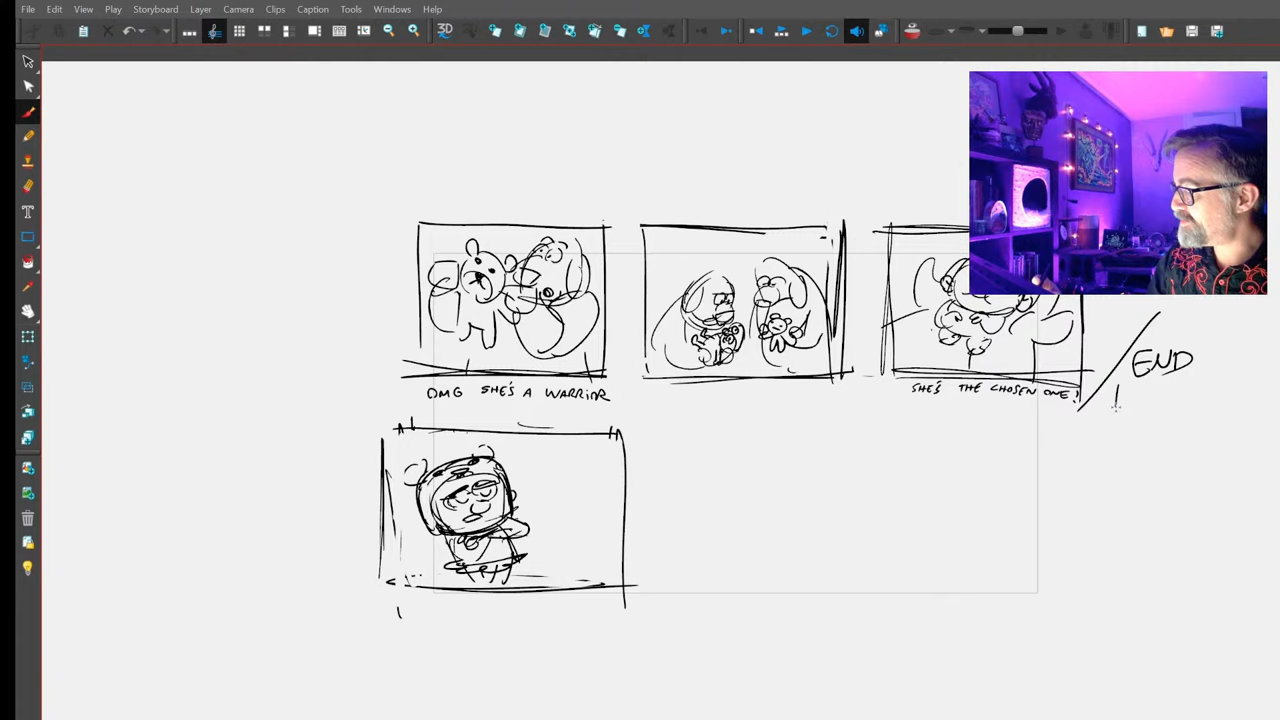 File Edit View Play Storyboard Layer Camera Clips Caption Tools Windows Help
3D
T
OMG SHE'S A WARRIOR
SHE'S THE CHOSEN ONE!
END